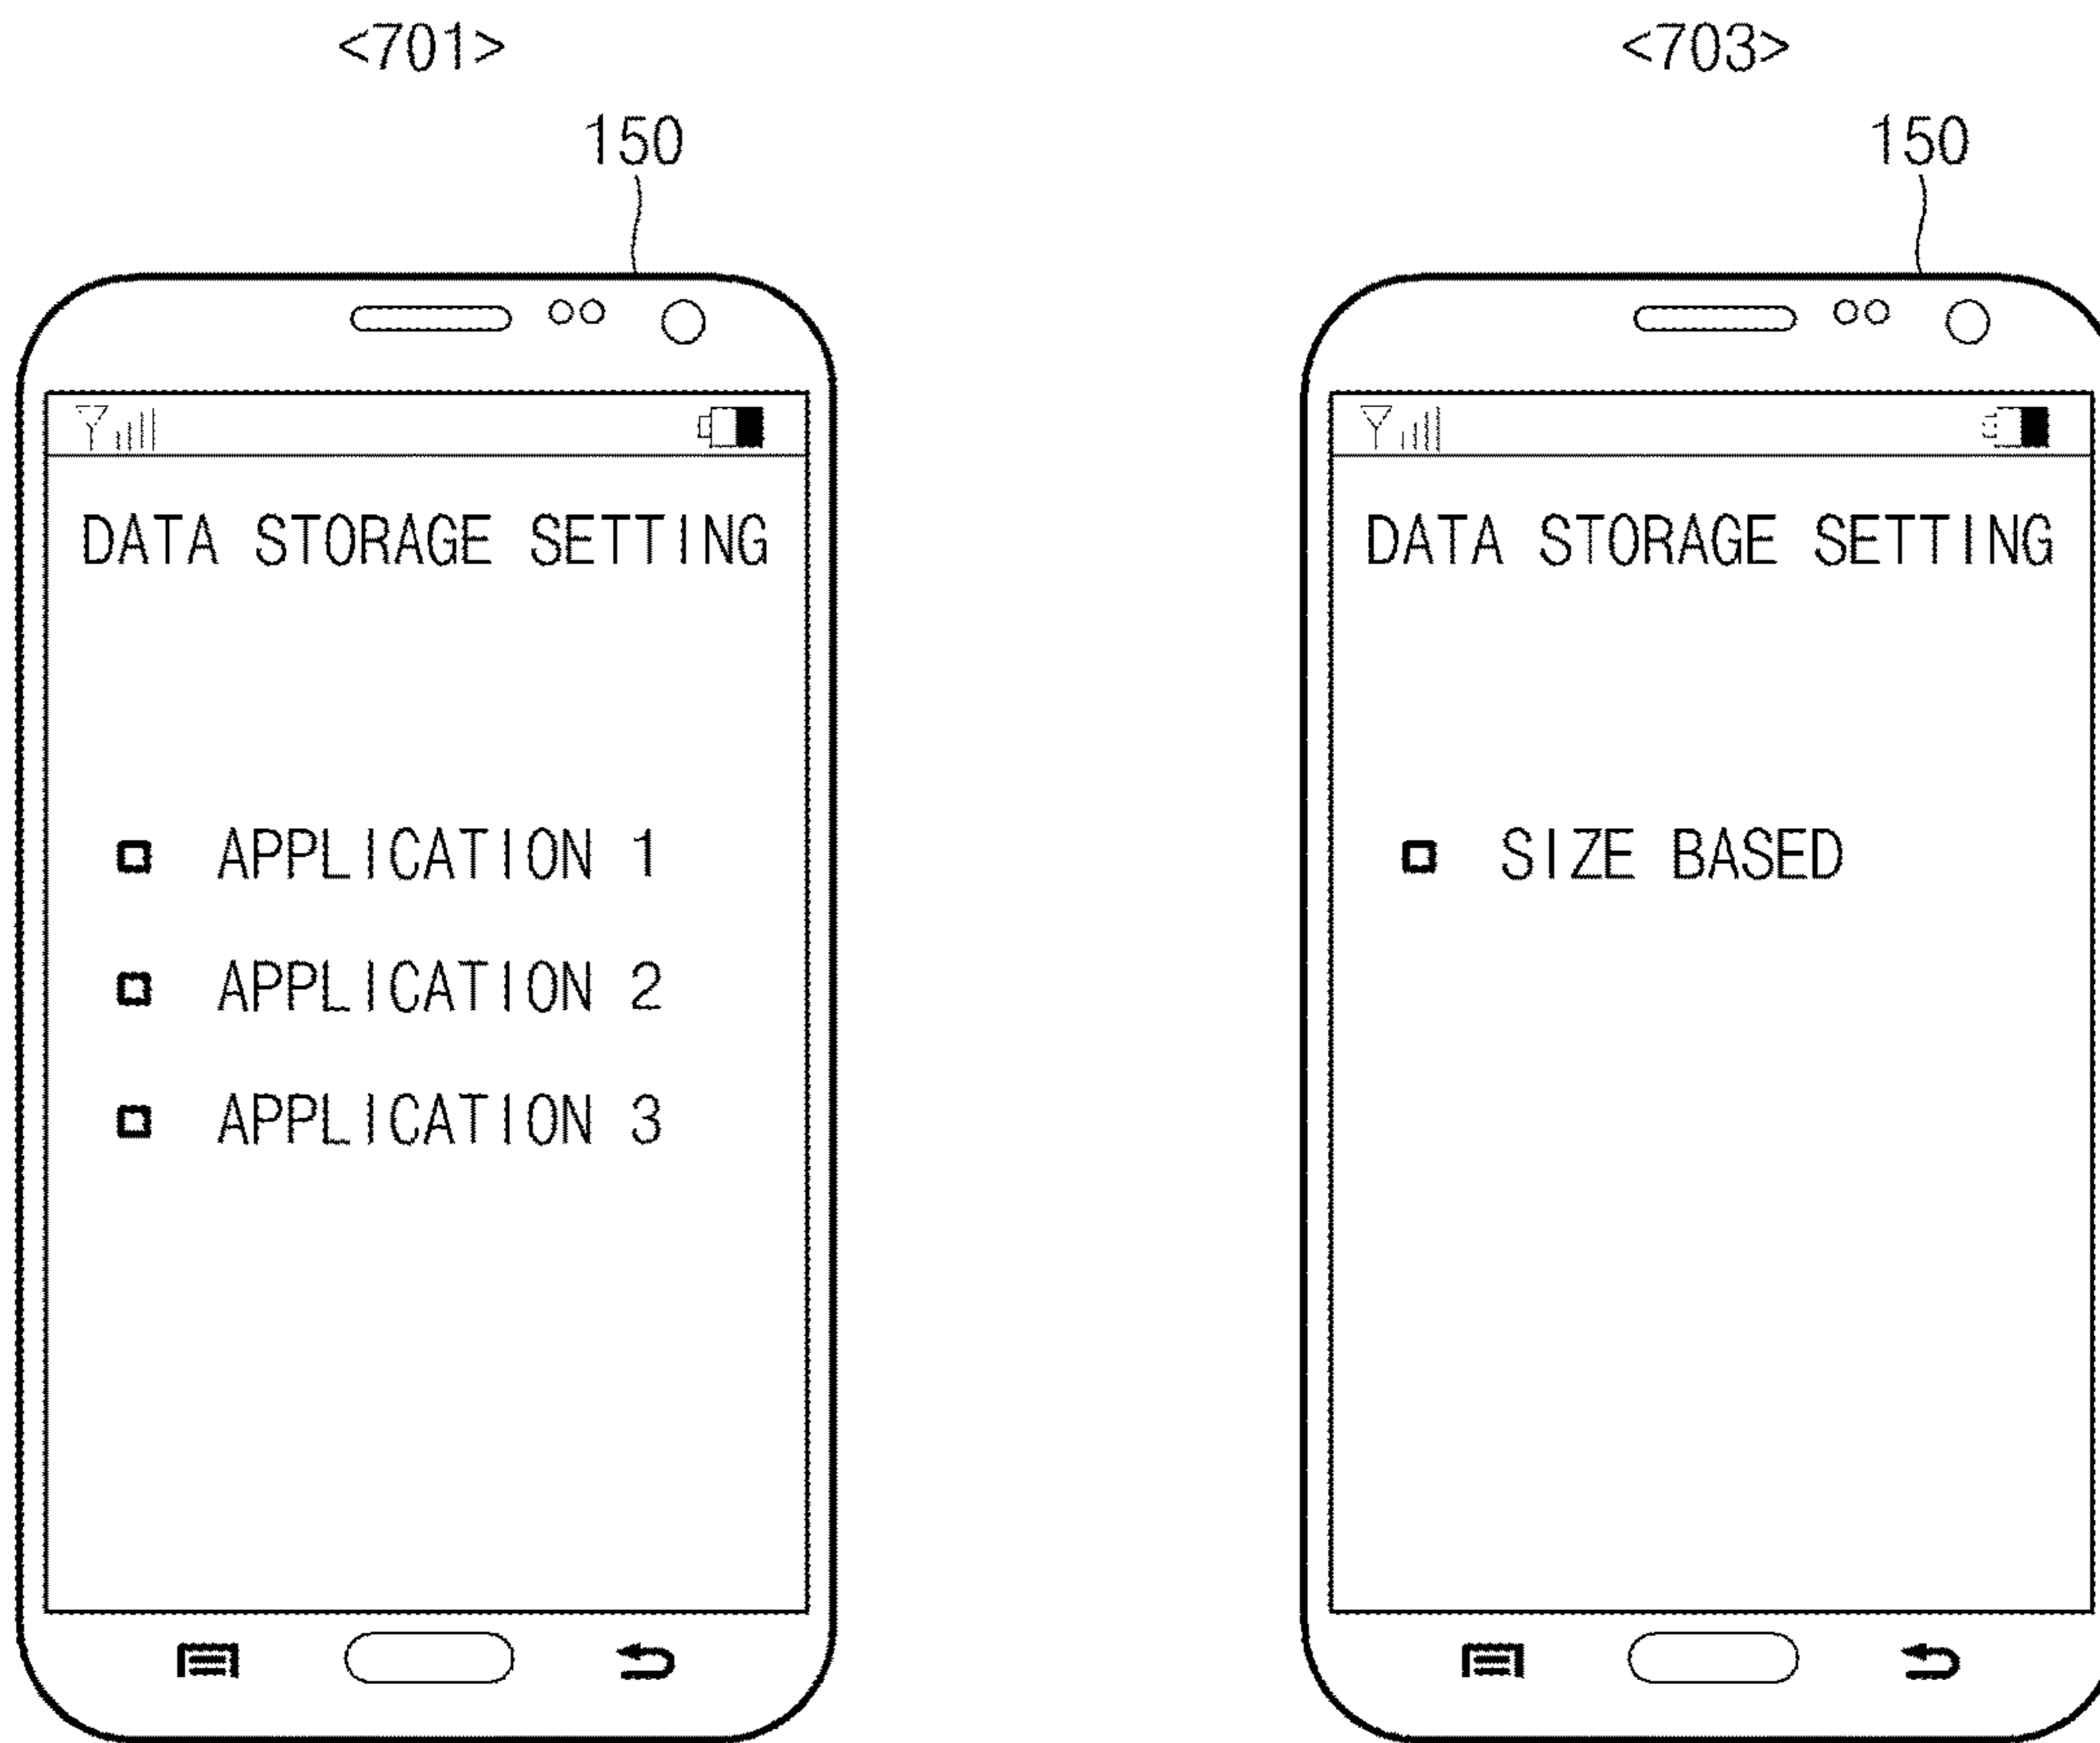 <701>
150
DATA STORAGE SETTING
APPLICATION 1
APPLICATION 2
APPLICATION 3
<703>
150
DATA STORAGE SETTING
SIZE BASED